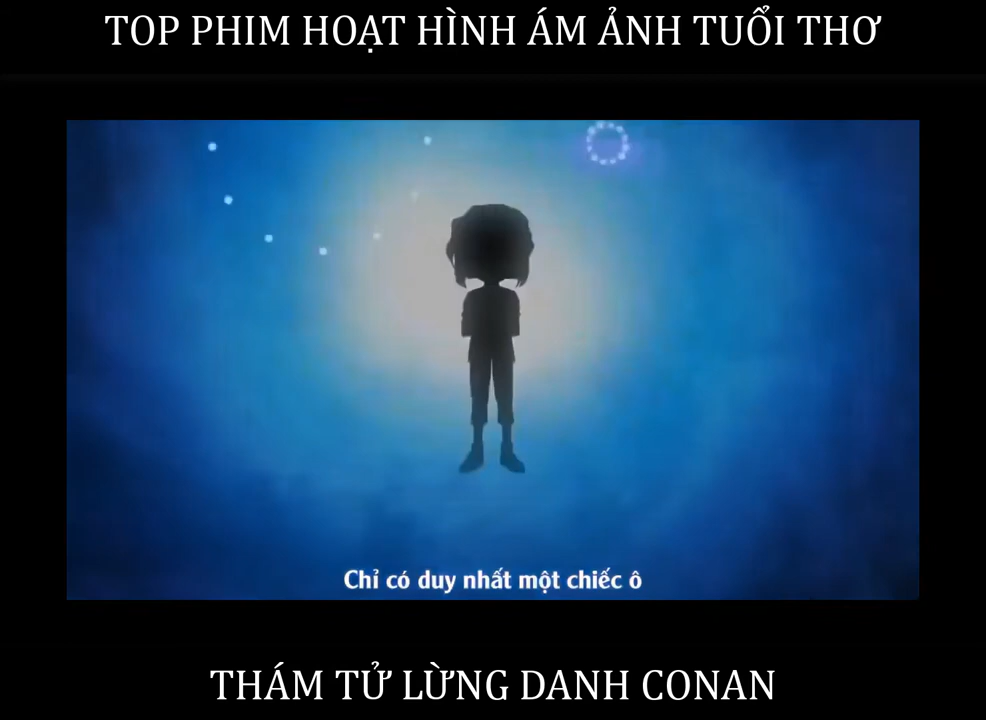 TOP PHIM HOẠT HÌNH ÁM ẢNH TUỔI THƠ
Chỉ có duy nhất một chiếc ô
THÁM TỬ LỪNG DANH CONAN